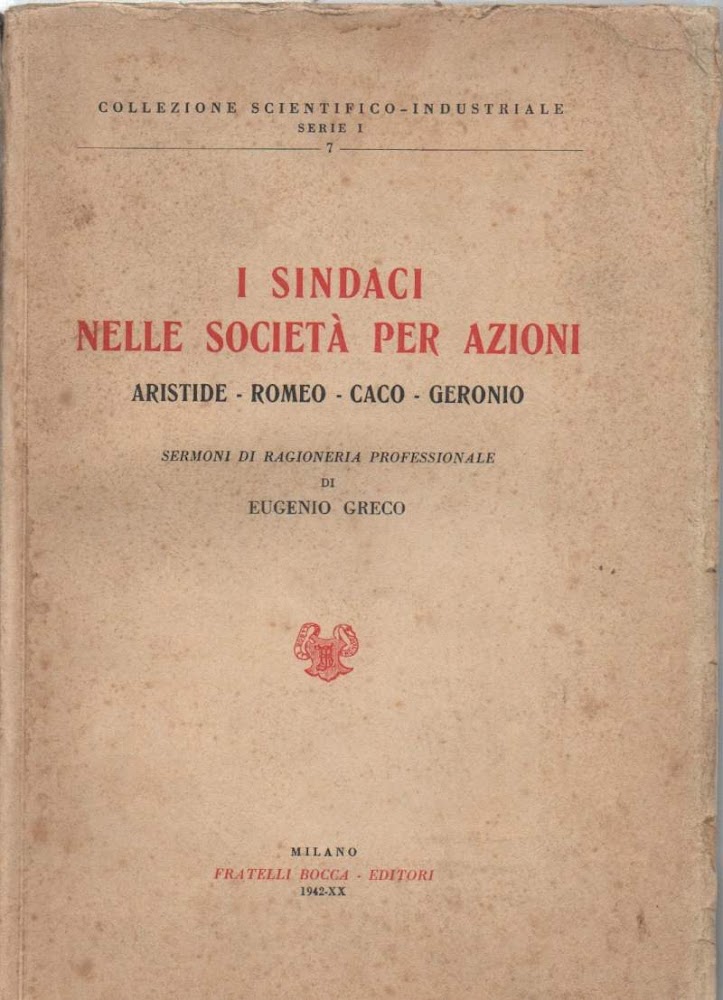 COLLEZIONE SCIENTIFICO-INDUSTRIALE
SERIE I
7
I SINDACI
NELLE SOCIETÀ PER AZIONI
ARISTIDE - ROMEO - CACO - GERONIO
SERMONI DI RAGIONERIA PROFESSIONALE
DI
EUGENIO GRECO
MILANO
FRATELLI BOCCA - EDITORI
1942-XX